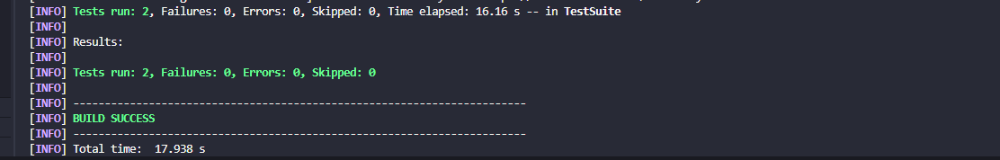 [INFO] Tests run: 2, Failures: 0, Errors: 0, Skipped: 0, Time elapsed: 16.16 s -- in TestSuite
[INFO]
[INFO] Results:
[INFO]
[INFO] Tests run: 2, Failures: 0, Errors: 0, Skipped: 0
[INFO]
[INFO] ------------------------------------------------------------------------
[INFO] BUILD SUCCESS
[INFO] ------------------------------------------------------------------------
[INFO] Total time:  17.938 s